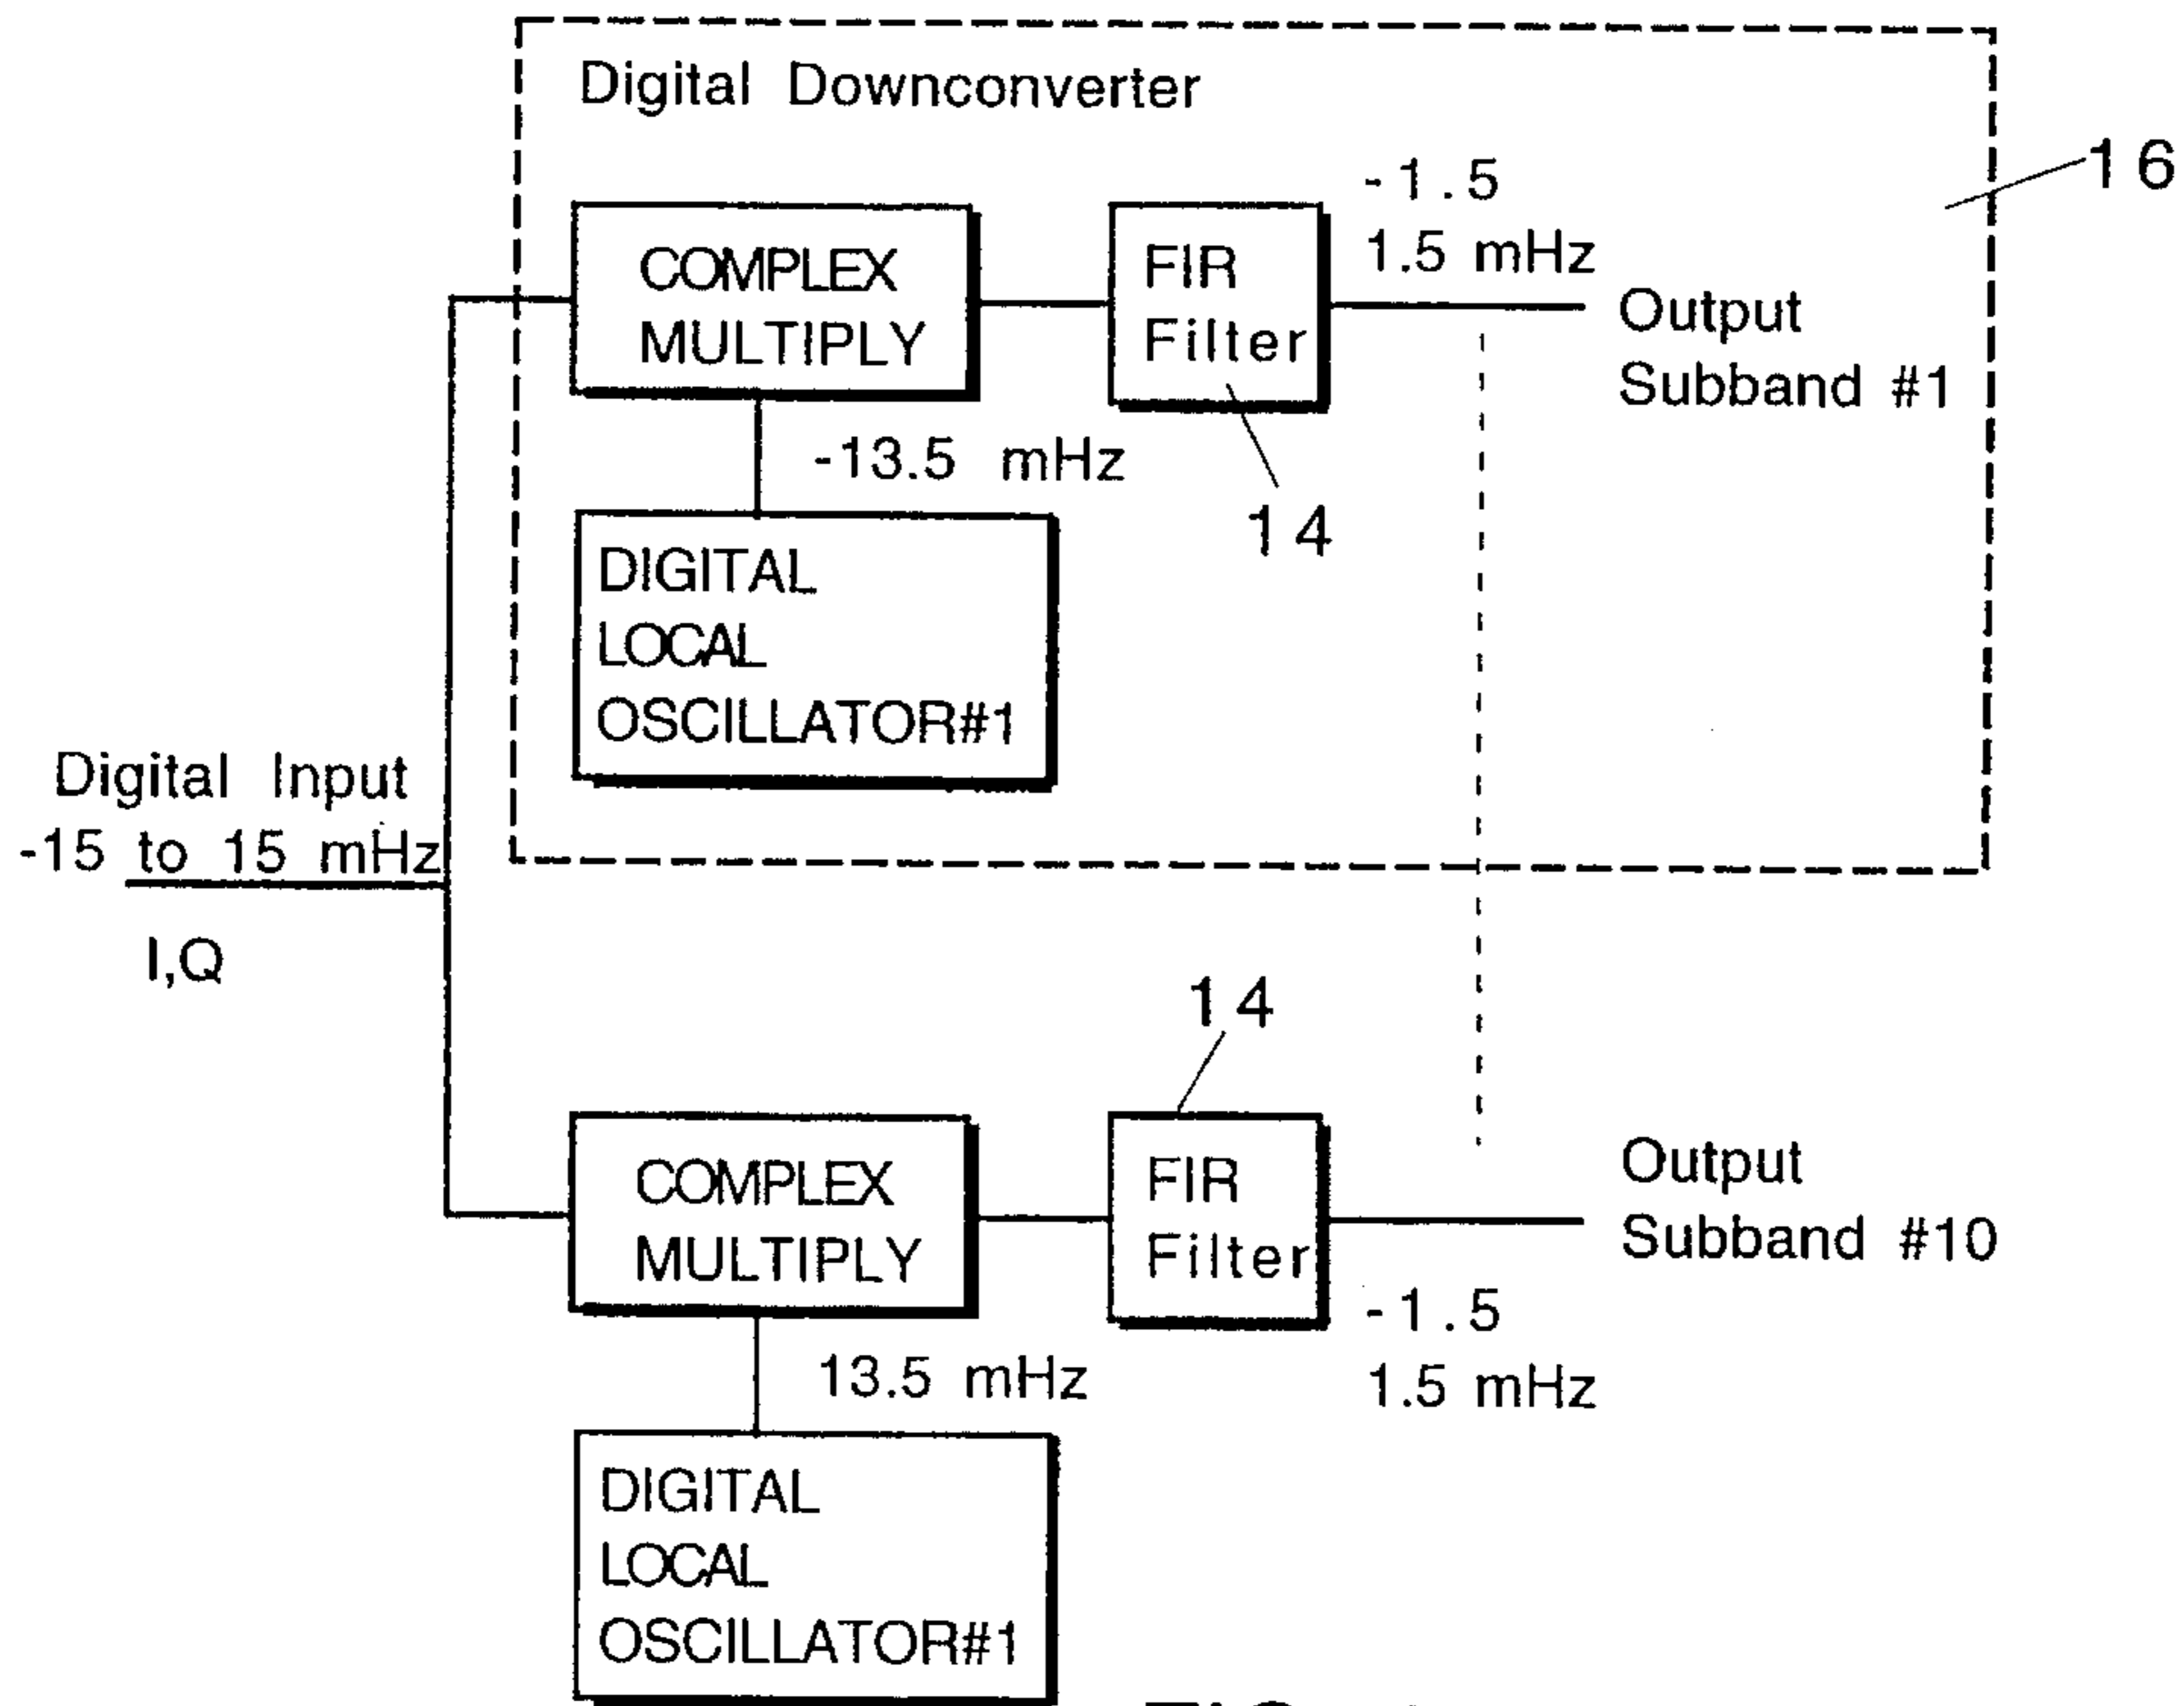 Digital Downconverter
16
-1.5
1.5 mHz
COMPLEX
MULTIPLY
FIR
Filter
Output
Subband #1
-13.5 mHz
14
DIGITAL
LOCAL
OSCILLATOR#1
Digital Input
-15 to 15 mHz
I,Q
14
COMPLEX
MULTIPLY
FIR
Filter
Output
Subband #10
-1.5
1.5 mHz
13.5 mHz
DIGITAL
LOCAL
OSCILLATOR#1